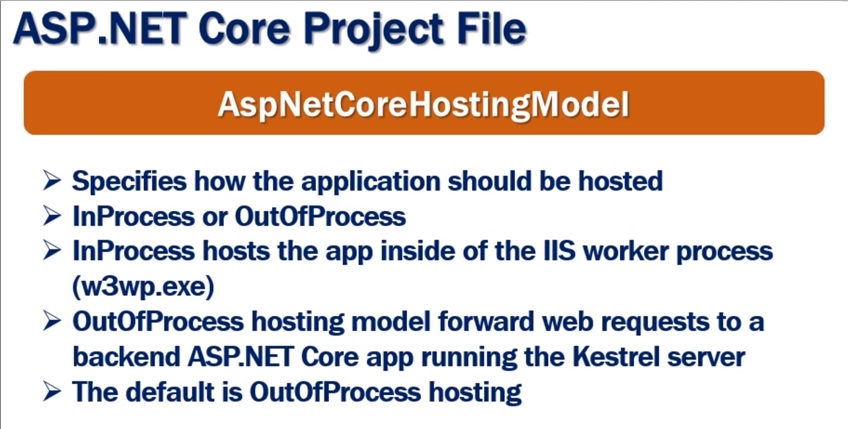 ASP.NET Core Project File
AspNetCoreHostingModel
➤ Specifies how the application should be hosted
➤ InProcess or OutOfProcess
➤ InProcess hosts the app inside of the IIS worker process
(w3wp.exe)
➤ OutOfProcess hosting model forward web requests to a
backend ASP.NET Core app running the Kestrel server
➤ The default is OutOfProcess hosting